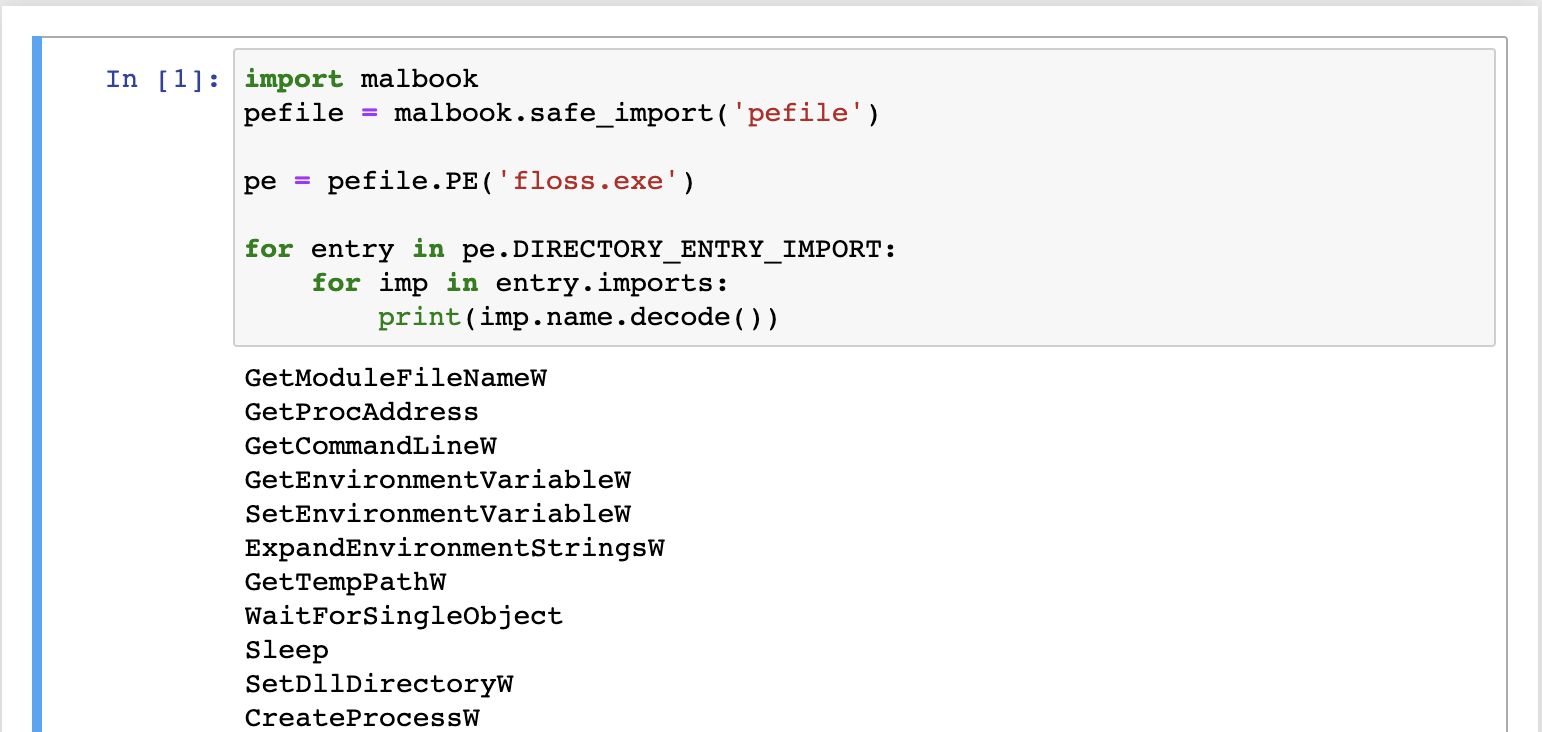 In [1]:
import malbook
pefile = malbook.safe_import('pefile')

pe = pefile.PE('floss.exe')

for entry in pe.DIRECTORY_ENTRY_IMPORT:
    for imp in entry.imports:
        print(imp.name.decode())
GetModuleFileNameW
GetProcAddress
GetCommandLineW
GetEnvironmentVariableW
SetEnvironmentVariableW
ExpandEnvironmentStringsW
GetTempPathW
WaitForSingleObject
Sleep
SetDllDirectoryW
CreateProcessW